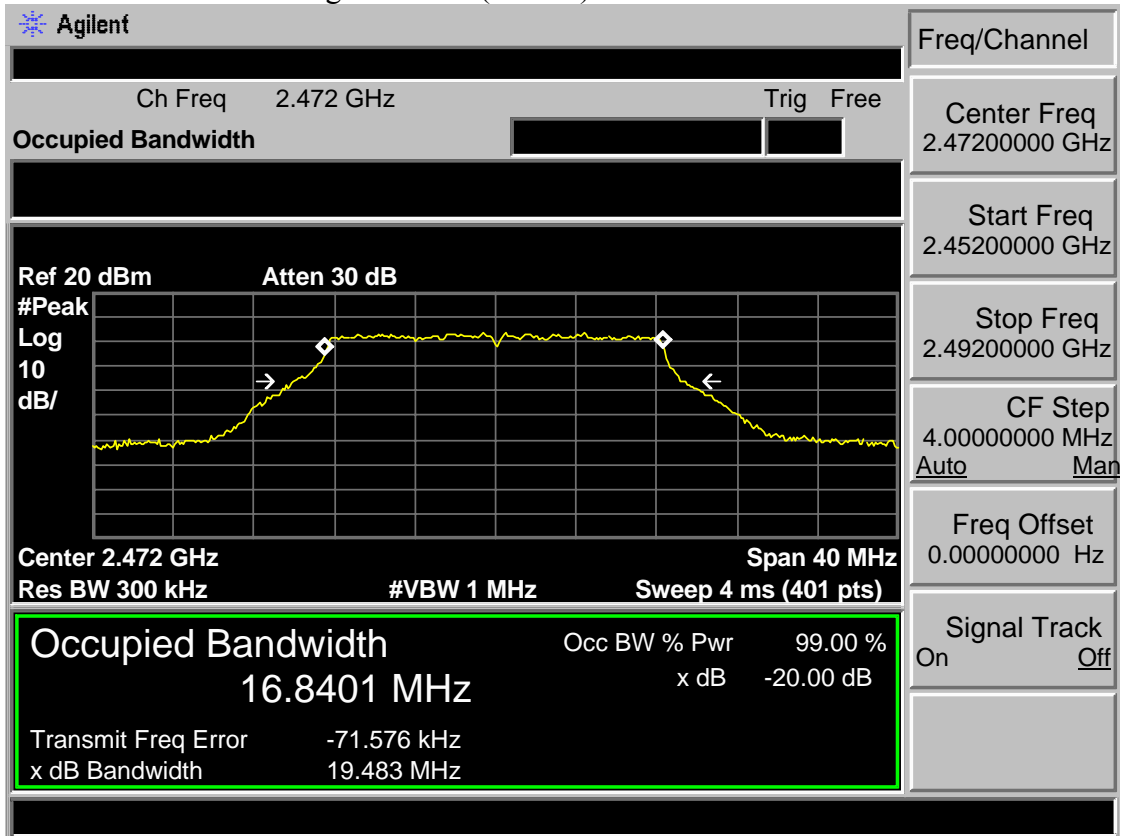 Agilent
Freq/Channel
Ch Freq 2.472 GHz Trig Free
Occupied Bandwidth
Center Freq
2.47200000 GHz
Start Freq
2.45200000 GHz
Stop Freq
2.49200000 GHz
CF Step
4.00000000 MHz
Auto Man
Freq Offset
0.00000000 Hz
Signal Track
On Off
Ref 20 dBm Atten 30 dB
#Peak
Log
10
dB/
Center 2.472 GHz Span 40 MHz
Res BW 300 kHz #VBW 1 MHz Sweep 4 ms (401 pts)
Occupied Bandwidth Occ BW % Pwr 99.00 %
16.8401 MHz x dB -20.00 dB
Transmit Freq Error -71.576 kHz
x dB Bandwidth 19.483 MHz